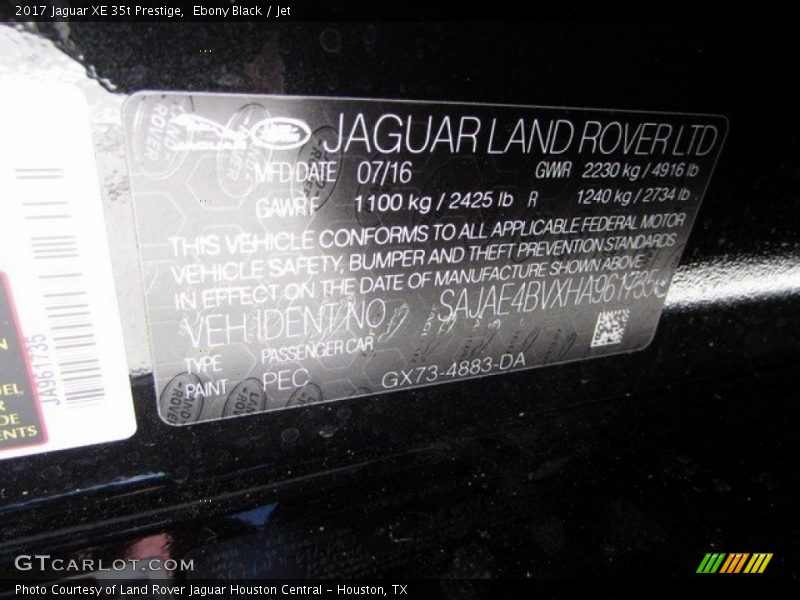 2017 Jaguar XE 35t Prestige,  Ebony Black / Jet
JAGUAR LAND ROVER LTD
MFD/DATE 07/16 GWR 2230 kg / 4916 lb
GAWR F 1100 kg / 2425 lb R 1240 kg / 2734 lb
THIS VEHICLE CONFORMS TO ALL APPLICABLE FEDERAL MOTOR
VEHICLE SAFETY, BUMPER AND THEFT PREVENTION STANDARDS
IN EFFECT ON THE DATE OF MANUFACTURE SHOWN ABOVE
VEH IDENT NO SAJAE4BVXHA961735
TYPE PASSENGER CAR
PAINT PEC GX73-4883-DA
JA961735
GTCARLOT.COM
Photo Courtesy of Land Rover Jaguar Houston Central - Houston, TX